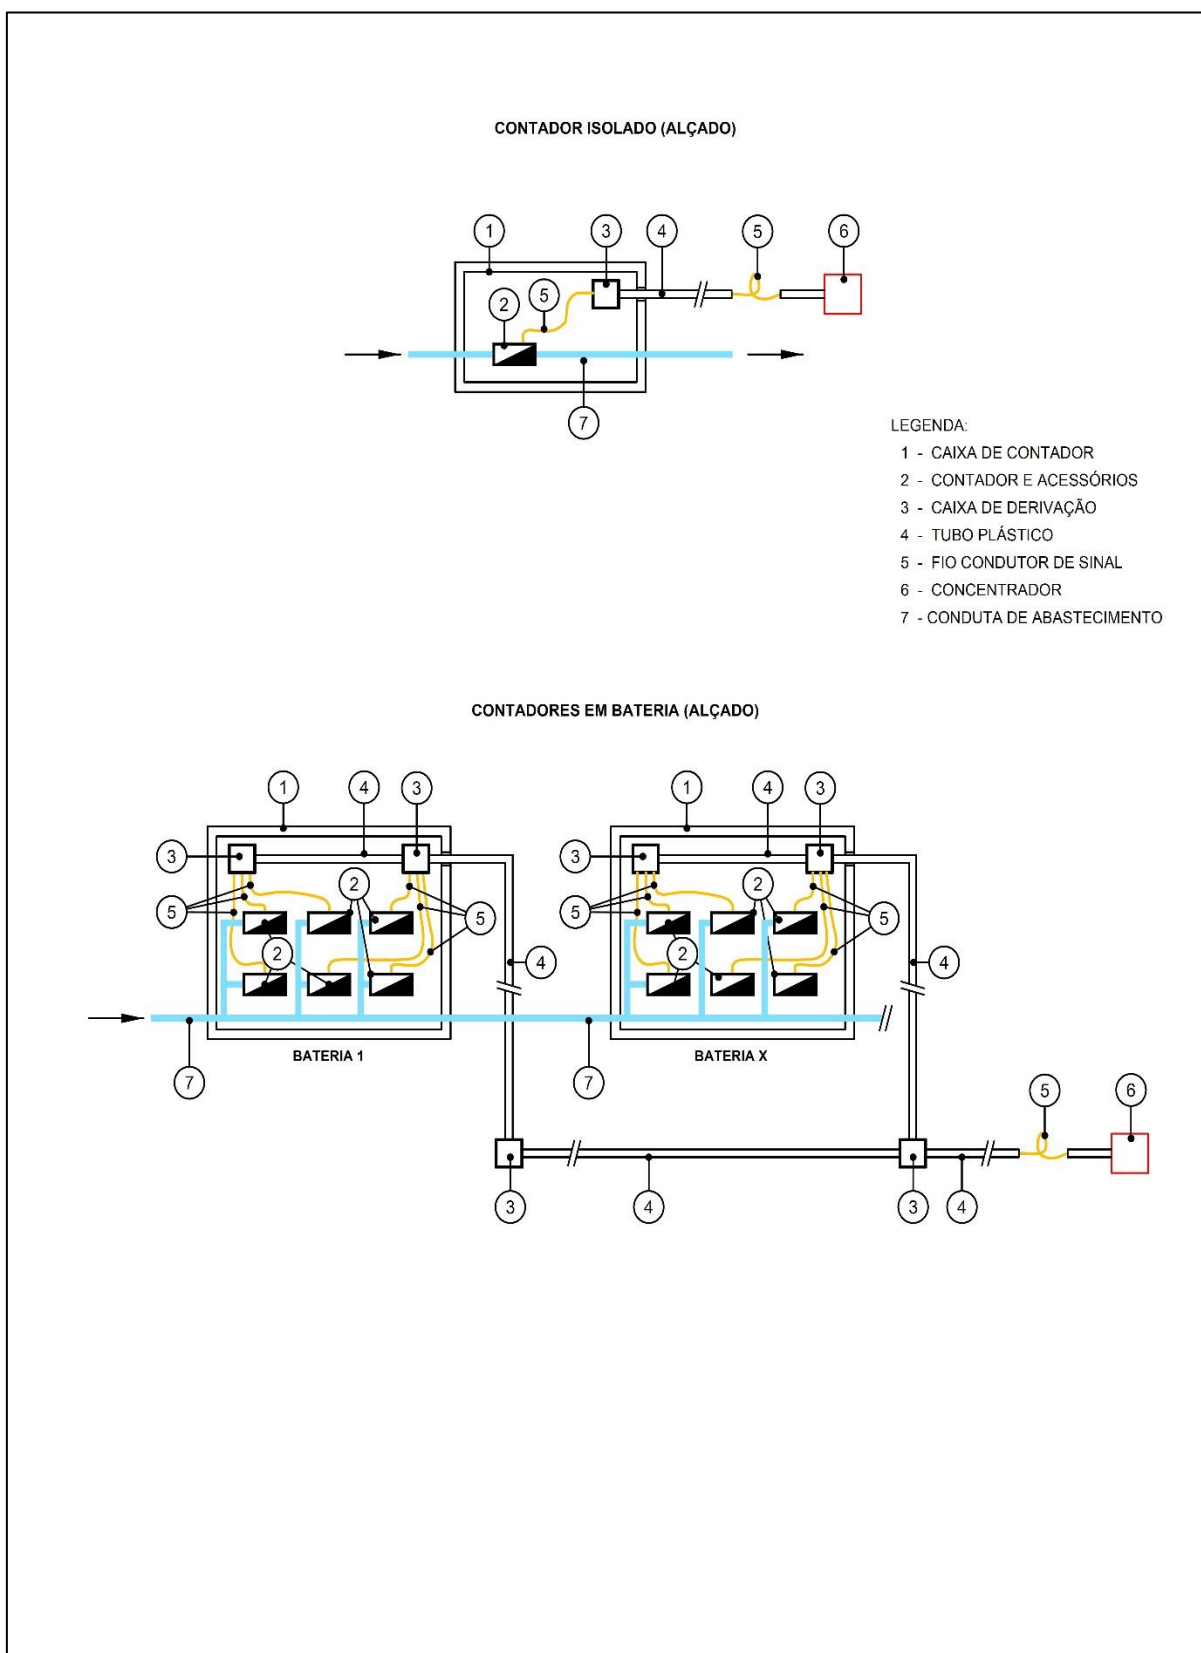 CONTADOR ISOLADO (ALÇADO)
1
3
4
5
6
2
5
7
LEGENDA:
1 - CAIXA DE CONTADOR
2 - CONTADOR E ACESSÓRIOS
3 - CAIXA DE DERIVAÇÃO
4 - TUBO PLÁSTICO
5 - FIO CONDUTOR DE SINAL
6 - CONCENTRADOR
7 - CONDUTA DE ABASTECIMENTO
CONTADORES EM BATERIA (ALÇADO)
1
4
3
1
4
3
3
3
2
2
5
5
5
5
2
2
4
4
BATERIA 1
BATERIA X
7
7
5
6
3
4
3
4